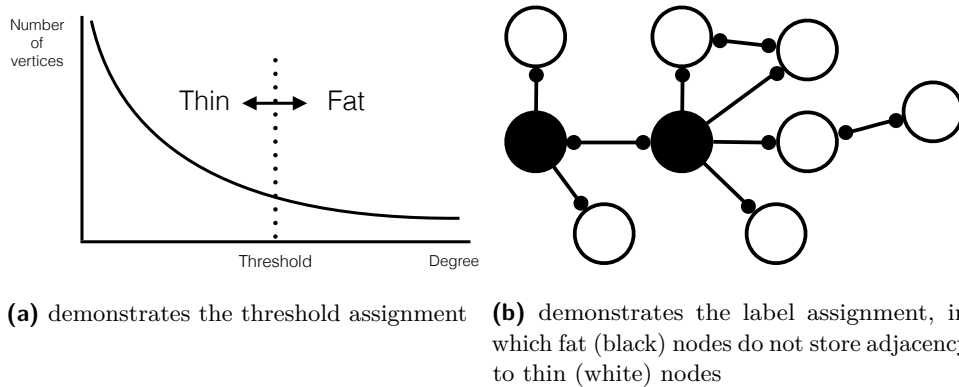 Number
of
vertices
Thin
Fat
Threshold
Degree
(a) demonstrates the threshold assignment
(b) demonstrates the label assignment, in
which fat (black) nodes do not store adjacency
to thin (white) nodes